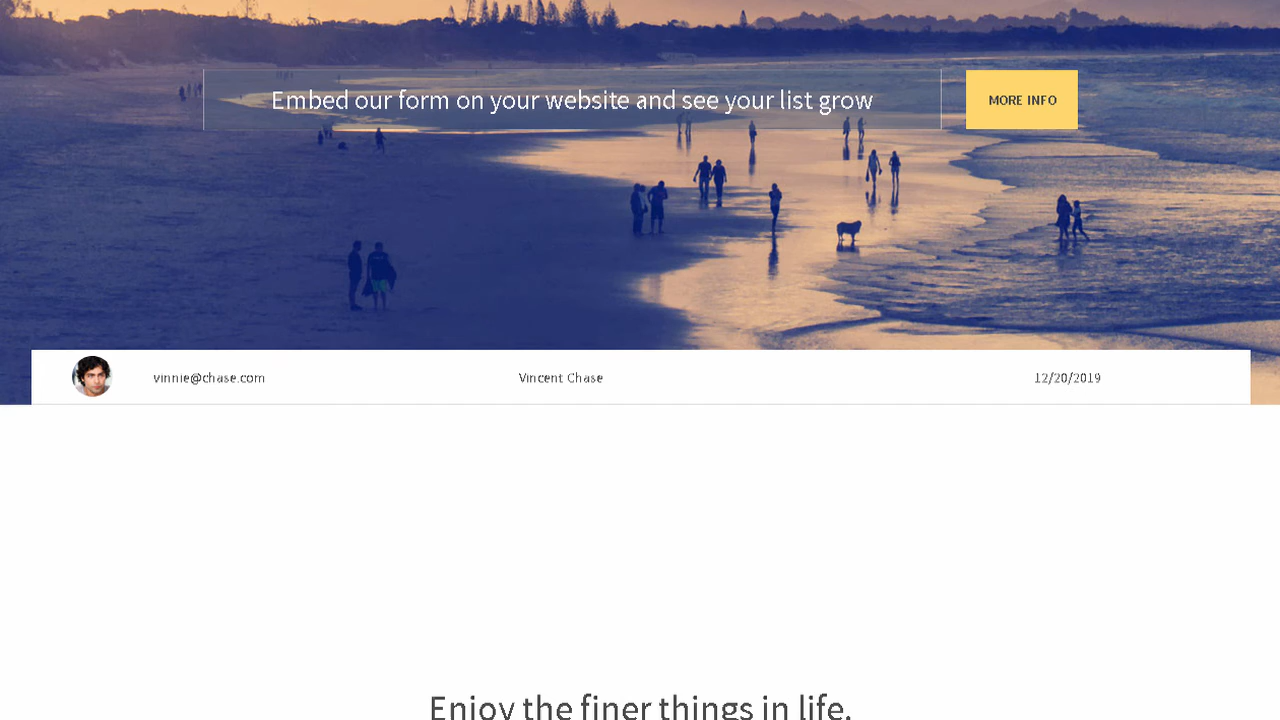 Embed our form on your website and see your list grow
MORE INFO
vinnie@chase.com Vincent Chase 12/20/2019
Enjoy the finer things in life.